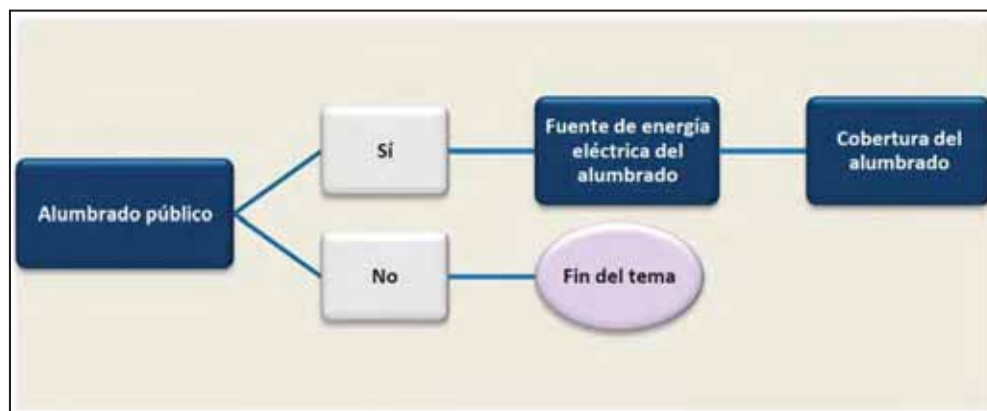 Alumbrado público
Sí
Fuente de energía
eléctrica del
alumbrado
Cobertura del
alumbrado
No
Fin del tema